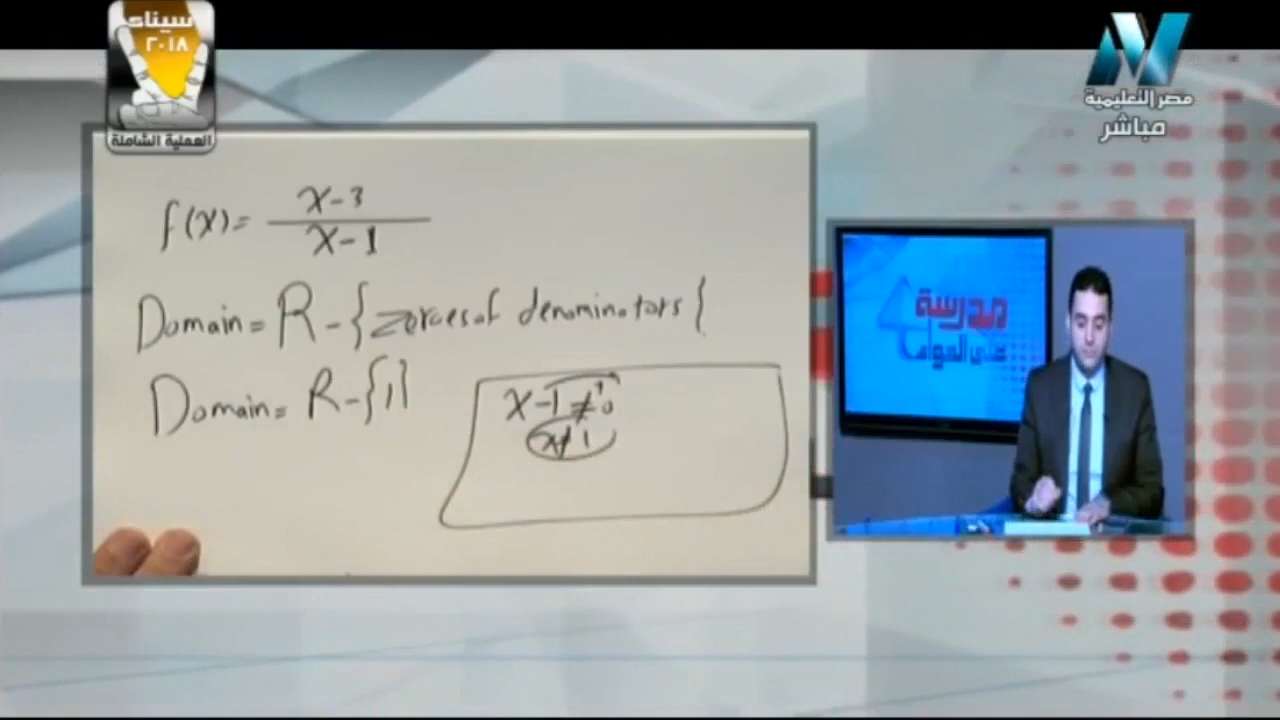 سيناء
٢٠١٨
العملية الشاملة
مصر التعليمية
مباشر
f(x)= x-3 / x-1
Domain = R - {zeroes of denominators {
Domain = R - {1}
x-1≠0
x≠1
مدرسة
على الهواء